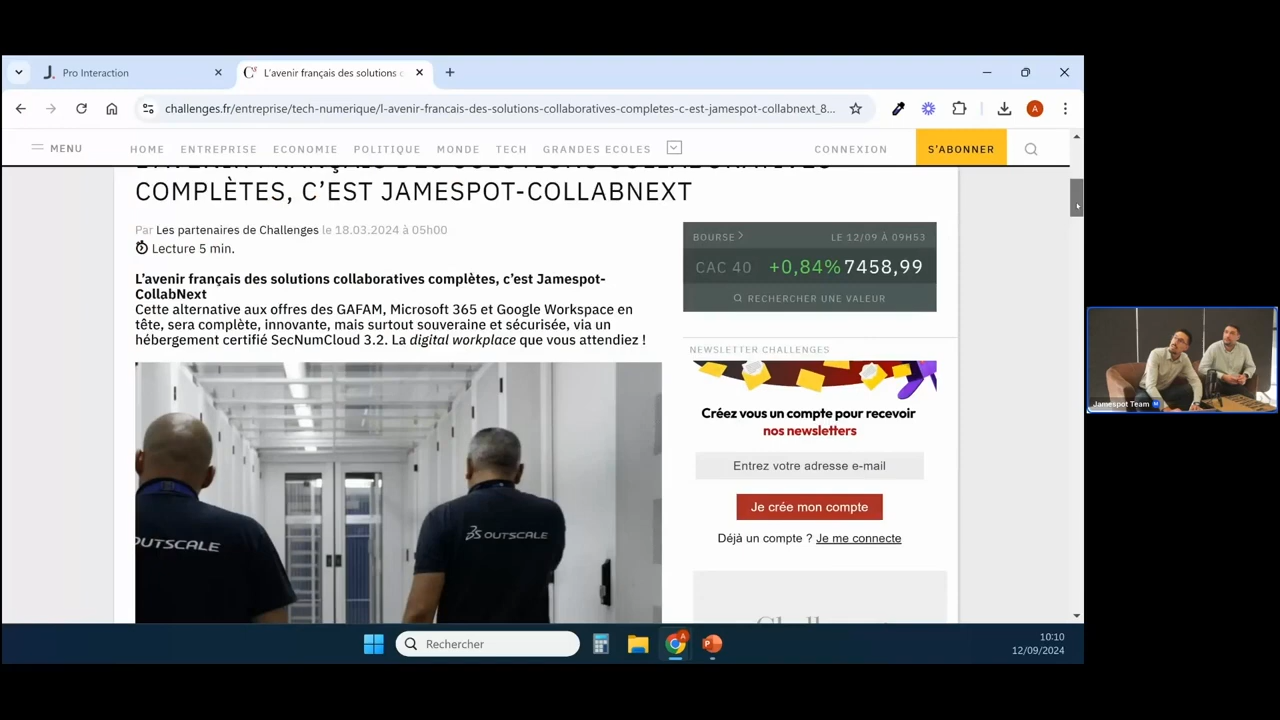 Pro Interaction
L'avenir français des solutions c
challenges.fr/entreprise/tech-numerique/l-avenir-francais-des-solutions-collaboratives-completes-c-est-jamespot-collabnext_8...
A
MENU
HOME
ENTREPRISE
ECONOMIE
POLITIQUE
MONDE
TECH
GRANDES ECOLES
CONNEXION
S'ABONNER
L'AVENIR FRANÇAIS DES SOLUTIONS COLLABORATIVES
COMPLÈTES, C'EST JAMESPOT-COLLABNEXT
Par Les partenaires de Challenges le 18.03.2024 à 05h00
Lecture 5 min.
L'avenir français des solutions collaboratives complètes, c'est Jamespot-
CollabNext
Cette alternative aux offres des GAFAM, Microsoft 365 et Google Workspace en
tête, sera complète, innovante, mais surtout souveraine et sécurisée, via un
hébergement certifié SecNumCloud 3.2. La digital workplace que vous attendiez !
OUTSCALE
OUTSCALE
BOURSE
LE 12/09 À 09H53
CAC 40 +0,84% 7458,99
RECHERCHER UNE VALEUR
NEWSLETTER CHALLENGES
Créez vous un compte pour recevoir
nos newsletters
Entrez votre adresse e-mail
Je crée mon compte
Déjà un compte ? Je me connecte
Jamespot Team
Rechercher
10:10
12/09/2024